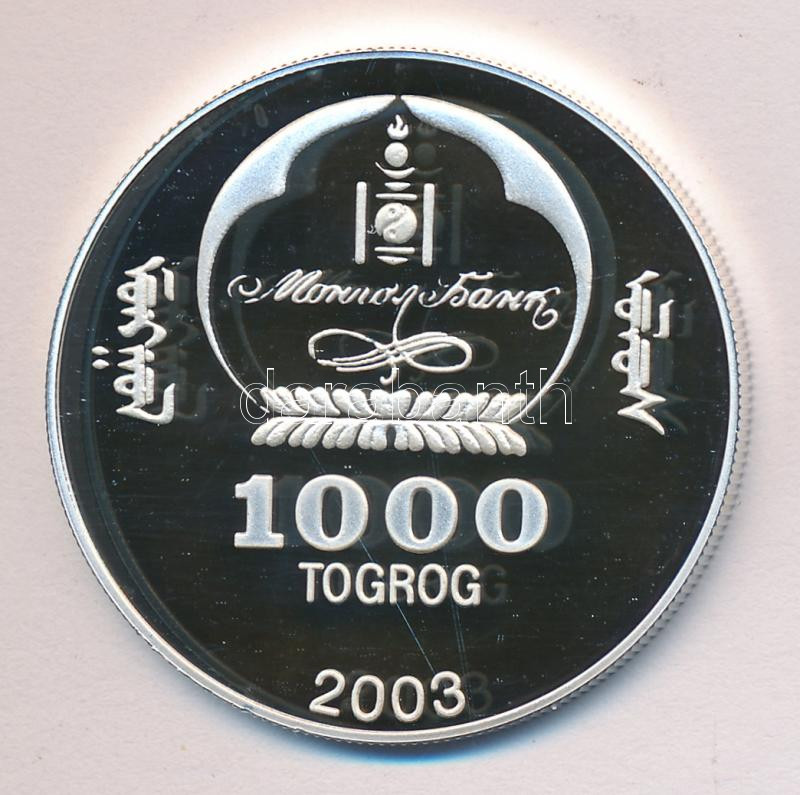 Монгол Банк
darabanth
1000
TOGROG
2003